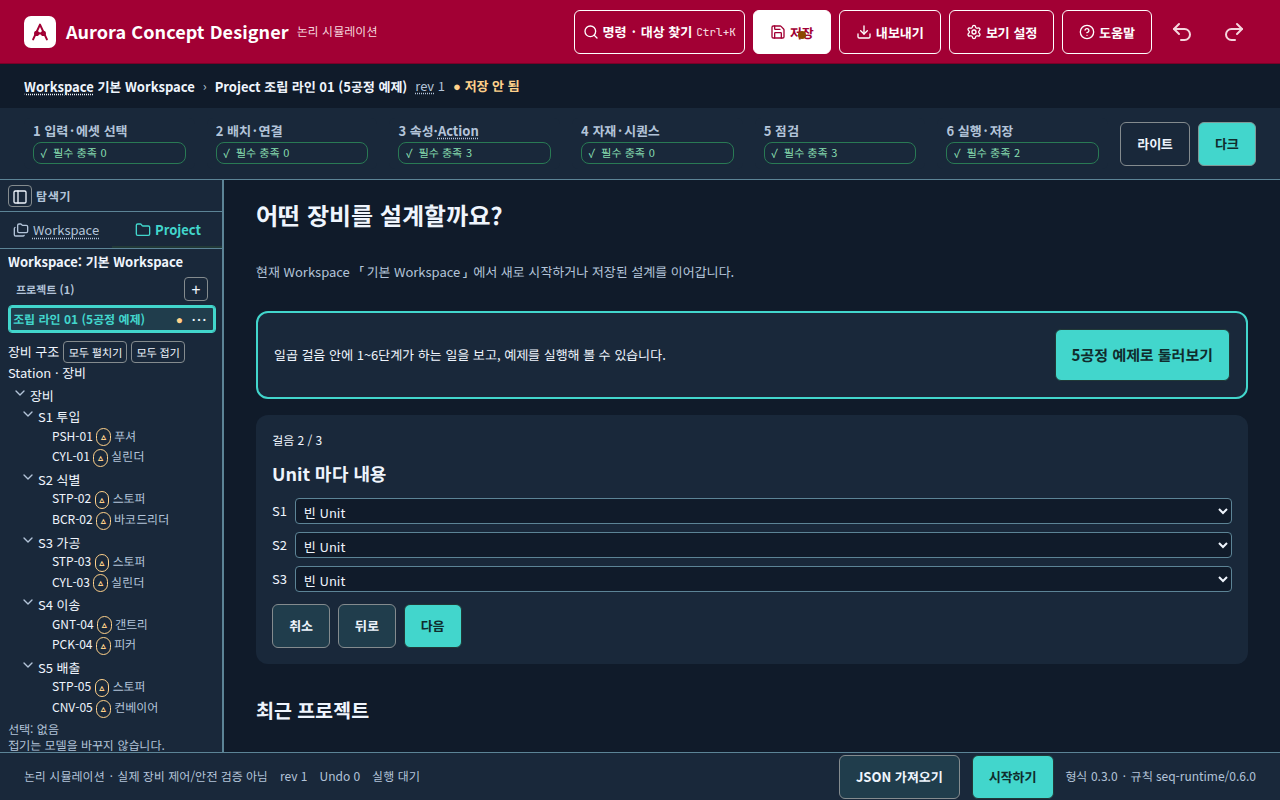 Aurora Concept Designer 논리 시뮬레이션
명령 · 대상 찾기 Ctrl+K
저장
내보내기
보기 설정
도움말
Workspace 기본 Workspace › Project 조립 라인 01 (5공정 예제) rev 1 ● 저장 안 됨
1 입력·에셋 선택
✓ 필수 충족 0
2 배치·연결
✓ 필수 충족 0
3 속성·Action
✓ 필수 충족 3
4 자재·시퀀스
✓ 필수 충족 0
5 점검
✓ 필수 충족 3
6 실행·저장
✓ 필수 충족 2
라이트
다크
탐색기
Workspace
Project
Workspace: 기본 Workspace
프로젝트 (1)
+
조립 라인 01 (5공정 예제) ● ···
장비 구조 모두 펼치기 모두 접기
Station · 장비
장비
S1 투입
PSH-01 푸셔
CYL-01 실린더
S2 식별
STP-02 스토퍼
BCR-02 바코드리더
S3 가공
STP-03 스토퍼
CYL-03 실린더
S4 이송
GNT-04 갠트리
PCK-04 피커
S5 배출
STP-05 스토퍼
CNV-05 컨베이어
선택: 없음
접기는 모델을 바꾸지 않습니다.
어떤 장비를 설계할까요?
현재 Workspace 「기본 Workspace」에서 새로 시작하거나 저장된 설계를 이어갑니다.
일곱 걸음 안에 1~6단계가 하는 일을 보고, 예제를 실행해 볼 수 있습니다.
5공정 예제로 둘러보기
걸음 2 / 3
Unit 마다 내용
S1 빈 Unit
S2 빈 Unit
S3 빈 Unit
취소
뒤로
다음
최근 프로젝트
논리 시뮬레이션 · 실제 장비 제어/안전 검증 아님 rev 1 Undo 0 실행 대기
JSON 가져오기
시작하기
형식 0.3.0 · 규칙 seq-runtime/0.6.0